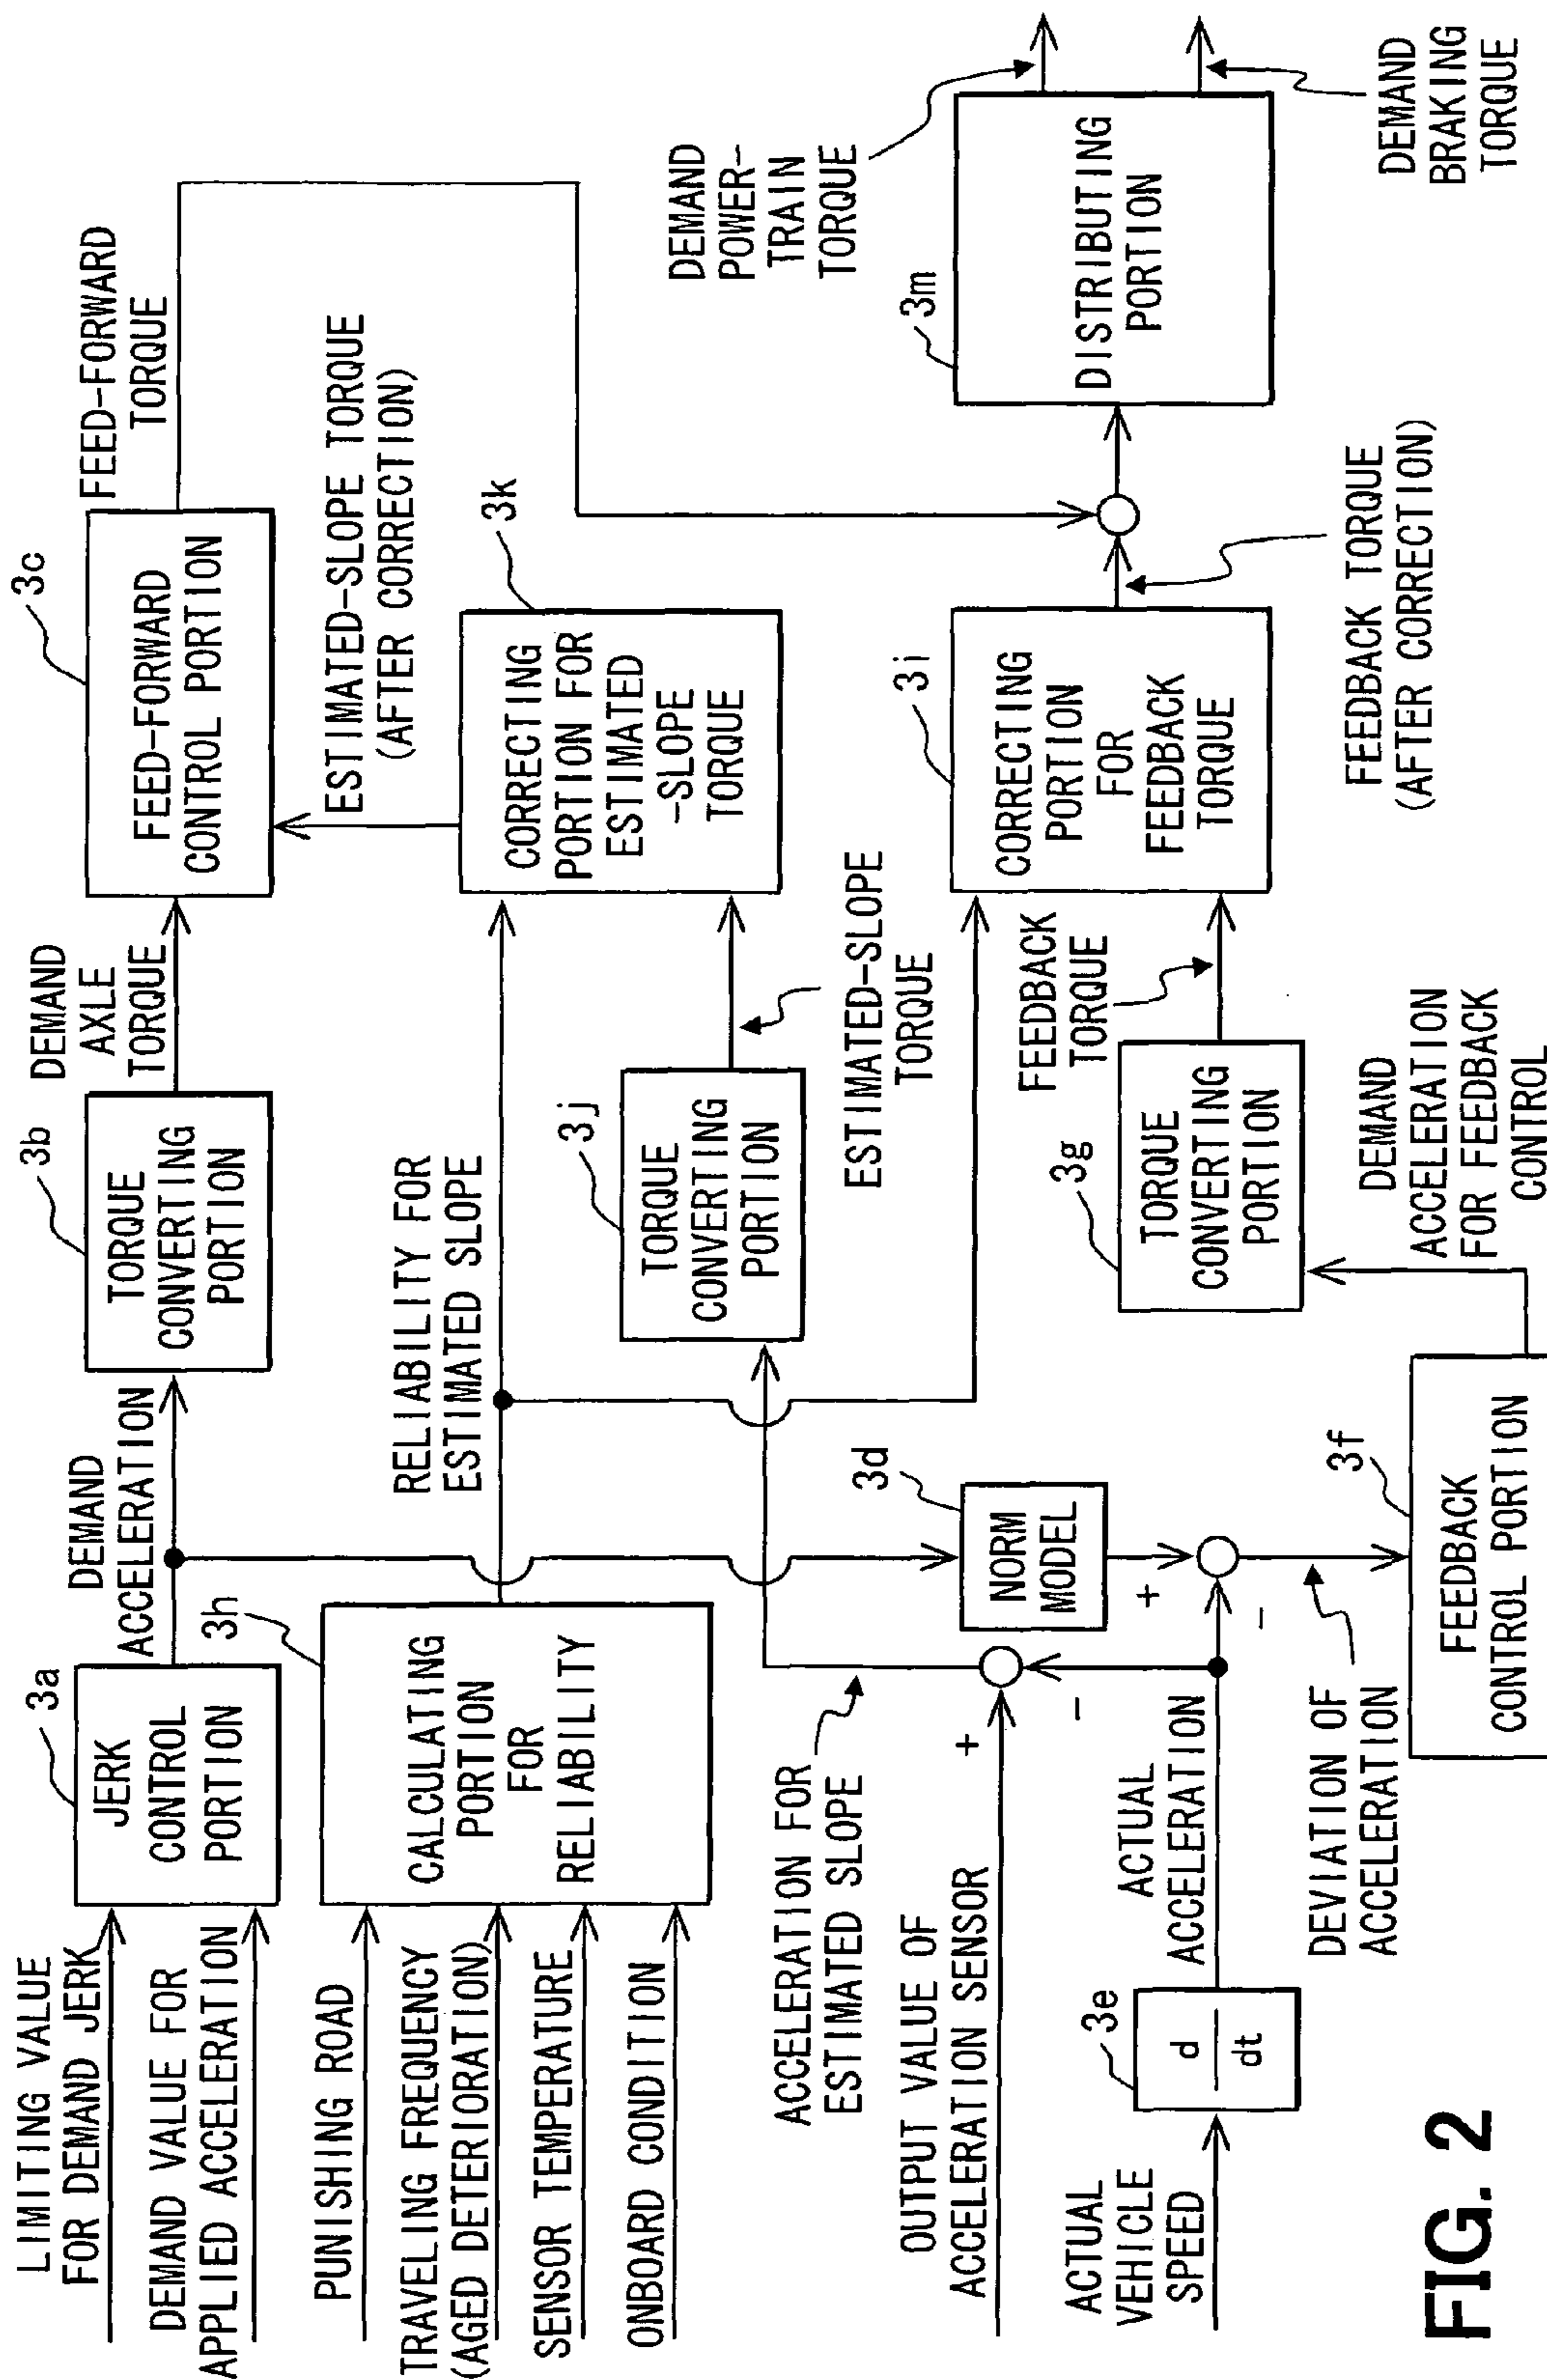 LIMITING VALUE
FOR DEMAND JERK
DEMAND VALUE FOR
APPLIED ACCELERATION
3a
JERK
CONTROL
PORTION
DEMAND
ACCELERATION
3b
TORQUE
CONVERTING
PORTION
DEMAND
AXLE
TORQUE
3c
FEED-FORWARD
CONTROL PORTION
FEED-FORWARD
TORQUE
PUNISHING ROAD
TRAVELING FREQUENCY
(AGED DETERIORATION)
SENSOR TEMPERATURE
ONBOARD CONDITION
3h
CALCULATING
PORTION
FOR
RELIABILITY
RELIABILITY FOR
ESTIMATED SLOPE
3j
TORQUE
CONVERTING
PORTION
ESTIMATED-SLOPE
TORQUE
3k
CORRECTING
PORTION FOR
ESTIMATED
-SLOPE
TORQUE
ESTIMATED-SLOPE TORQUE
(AFTER CORRECTION)
ACCELERATION FOR
ESTIMATED SLOPE
OUTPUT VALUE OF
ACCELERATION SENSOR
+
-
3d
NORM
MODEL
+
-
ACTUAL
VEHICLE
SPEED
3e
d
dt
ACTUAL
ACCELERATION
DEVIATION OF
ACCELERATION
3f
FEEDBACK
CONTROL PORTION
DEMAND
ACCELERATION
FOR FEEDBACK
CONTROL
3g
TORQUE
CONVERTING
PORTION
FEEDBACK
TORQUE
3i
CORRECTING
PORTION
FOR
FEEDBACK
TORQUE
FEEDBACK TORQUE
(AFTER CORRECTION)
3m
DISTRIBUTING
PORTION
DEMAND
POWER-
TRAIN
TORQUE
DEMAND
BRAKING
TORQUE
FIG. 2